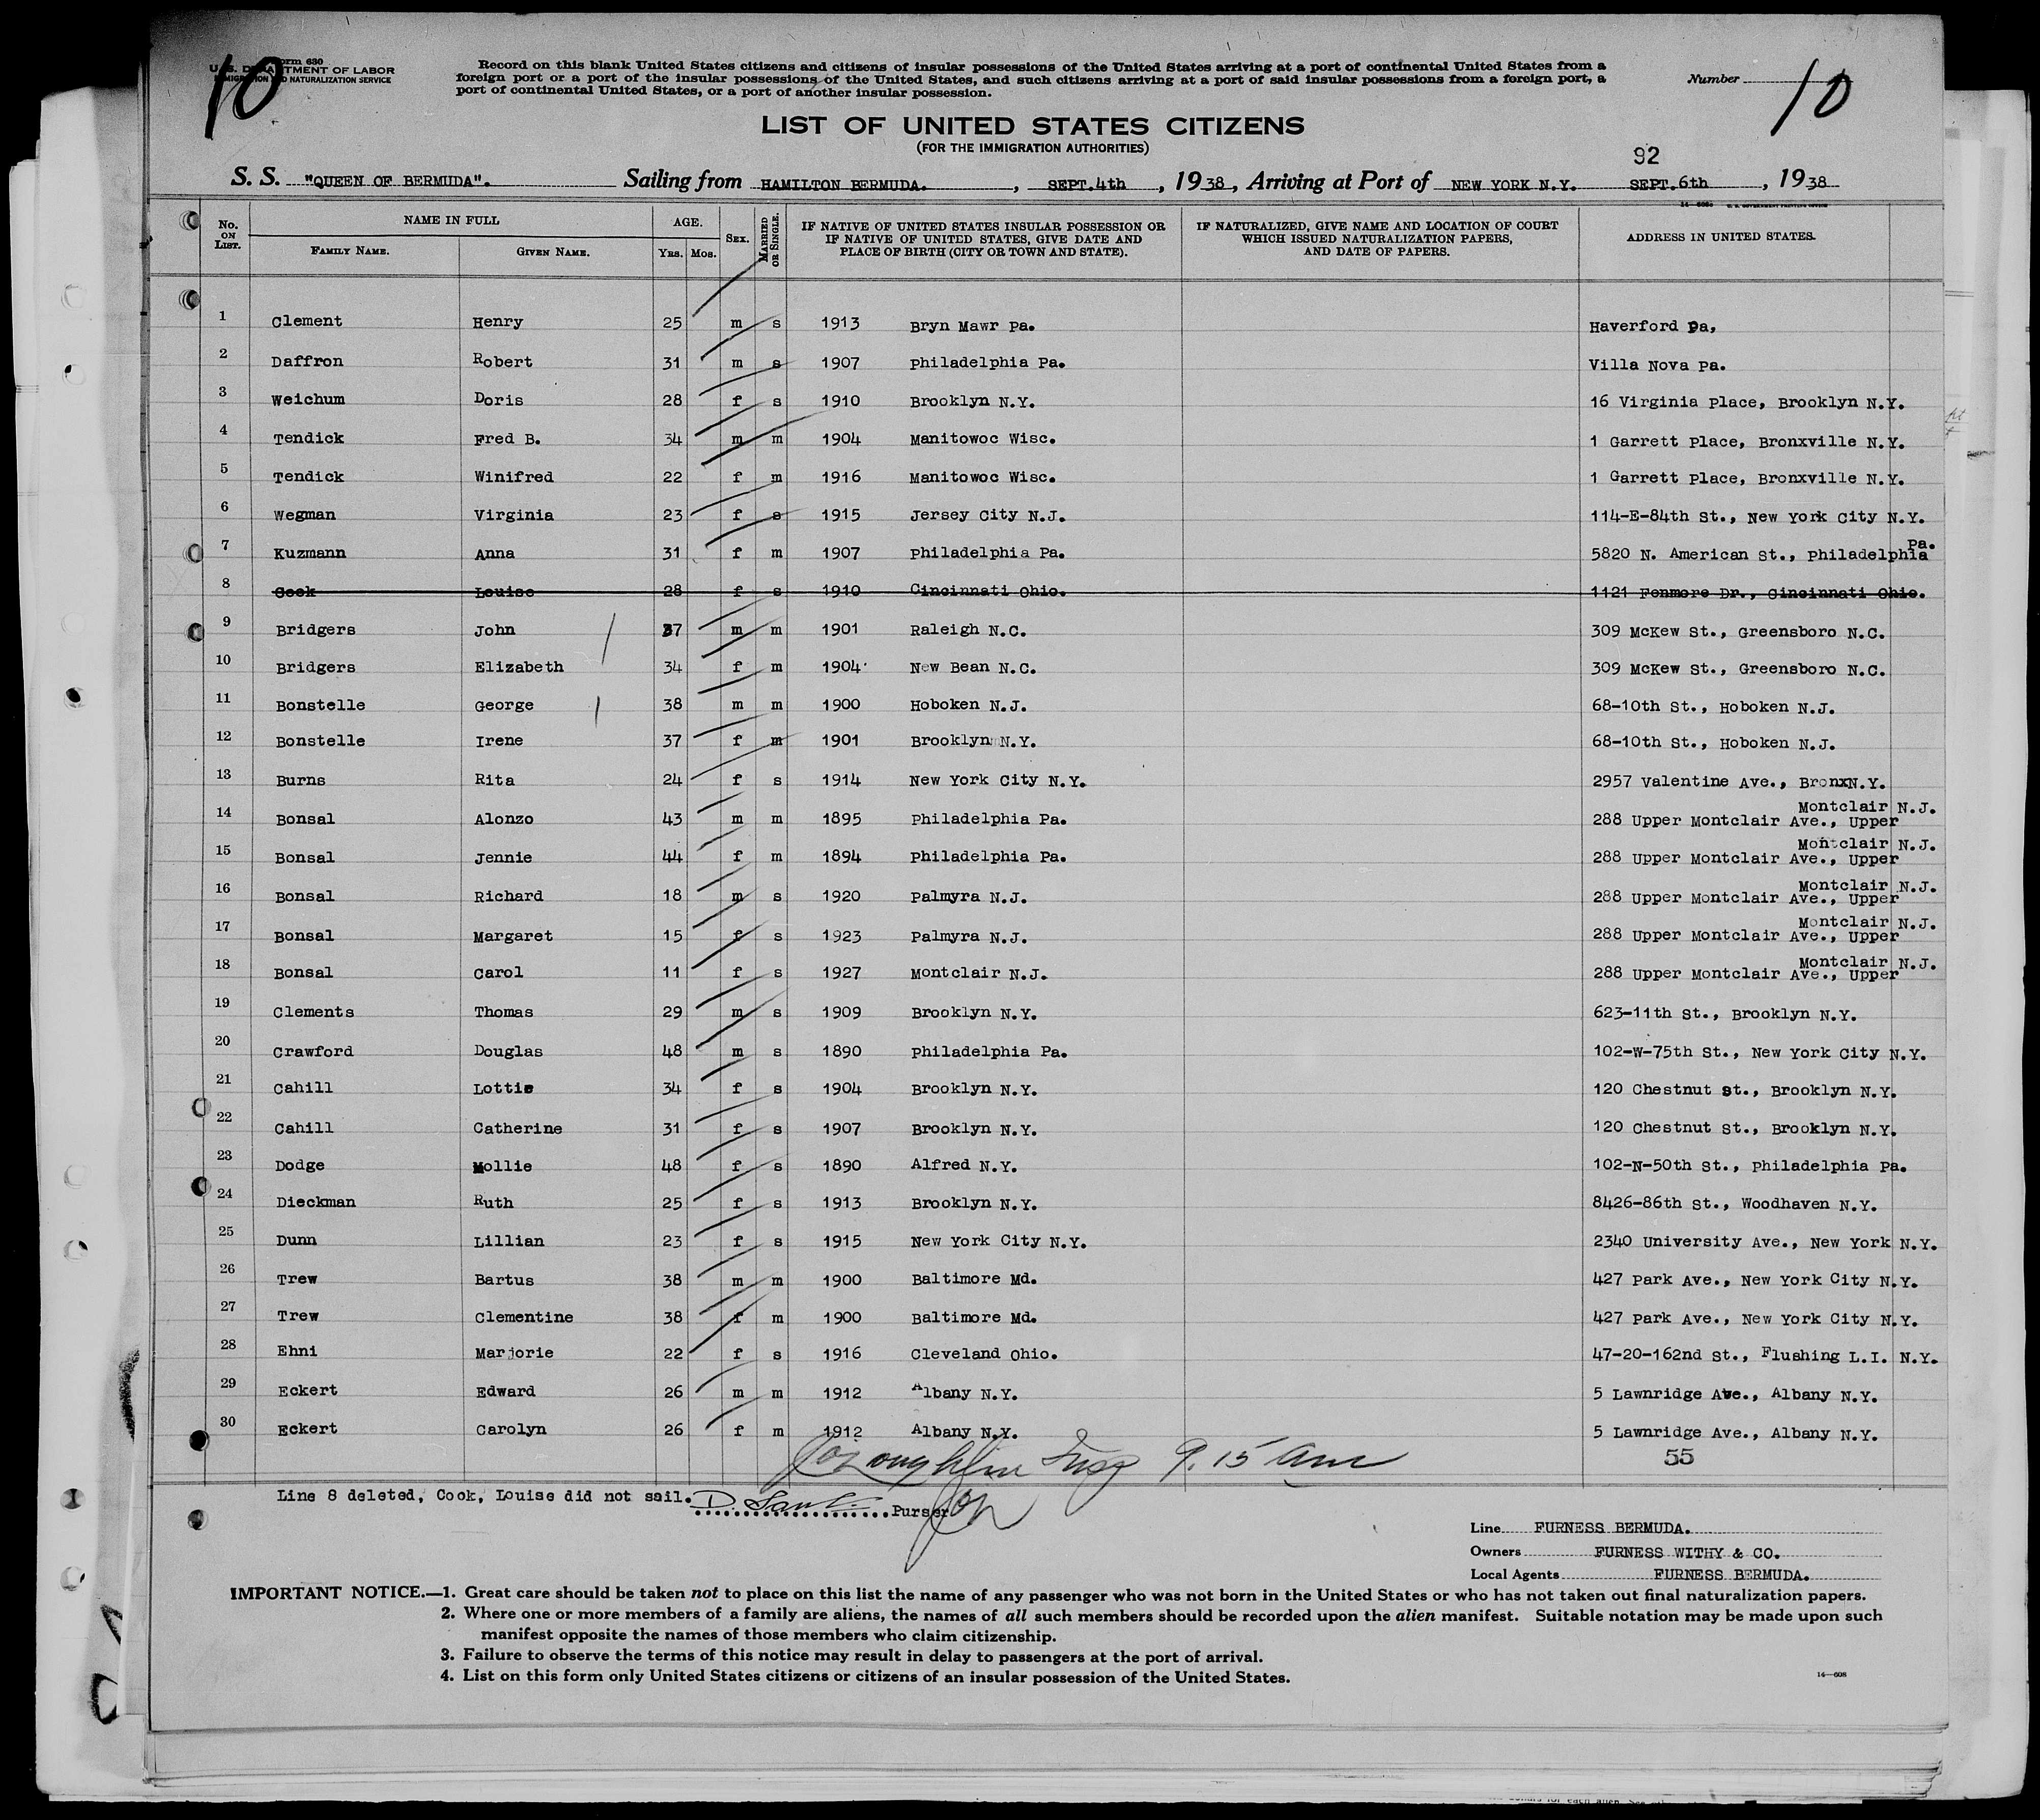 Form 630
U. S. DEPARTMENT OF LABOR
IMMIGRATION AND NATURALIZATION SERVICE
10
Record on this blank United States citizens and citizens of insular possessions of the United States arriving at a port of continental United States from a
foreign port or a port of the insular possessions of the United States, and such citizens arriving at a port of said insular possessions from a foreign port, a
port of continental United States, or a port of another insular possession.
Number 10
LIST OF UNITED STATES CITIZENS
(FOR THE IMMIGRATION AUTHORITIES)
92
S. S. "QUEEN OF BERMUDA". Sailing from HAMILTON BERMUDA. , SEPT.4th , 1938, Arriving at Port of NEW YORK N.Y. SEPT.6th , 1938
No. ON LIST. NAME IN FULL FAMILY NAME. GIVEN NAME. AGE. YRS. MOS. SEX. MARRIED OR SINGLE. IF NATIVE OF UNITED STATES INSULAR POSSESSION OR IF NATIVE OF UNITED STATES, GIVE DATE AND PLACE OF BIRTH (CITY OR TOWN AND STATE). IF NATURALIZED, GIVE NAME AND LOCATION OF COURT WHICH ISSUED NATURALIZATION PAPERS, AND DATE OF PAPERS. ADDRESS IN UNITED STATES.
1 Clement Henry 25 m s 1913 Bryn Mawr Pa. Haverford Pa,
2 Daffron Robert 31 m s 1907 Philadelphia Pa. Villa Nova Pa.
3 Weichum Doris 28 f s 1910 Brooklyn N.Y. 16 Virginia Place, Brooklyn N.Y.
4 Tendick Fred B. 34 m m 1904 Manitowoc Wisc. 1 Garrett Place, Bronxville N.Y.
5 Tendick Winifred 22 f m 1916 Manitowoc Wisc. 1 Garrett Place, Bronxville N.Y.
6 Wegman Virginia 23 f s 1915 Jersey City N.J. 114-E-84th St., New York City N.Y.
7 Kuzmann Anna 31 f m 1907 Philadelphia Pa. 5820 N. American St., Philadelphia Pa.
8 Cook Louise 28 f s 1910 Cincinnati Ohio. 1121 Fenmore Dr., Cincinnati Ohio.
9 Bridgers John 37 m m 1901 Raleigh N.C. 309 McKew St., Greensboro N.C.
10 Bridgers Elizabeth 34 f m 1904 New Bean N.C. 309 McKew St., Greensboro N.C.
11 Bonstelle George 38 m m 1900 Hoboken N.J. 68-10th St., Hoboken N.J.
12 Bonstelle Irene 37 f m 1901 Brooklyn N.Y. 68-10th St., Hoboken N.J.
13 Burns Rita 24 f s 1914 New York City N.Y. 2957 Valentine Ave., BronxN.Y.
14 Bonsal Alonzo 43 m m 1895 Philadelphia Pa. 288 Upper Montclair Ave., Upper Montclair N.J.
15 Bonsal Jennie 44 f m 1894 Philadelphia Pa. 288 Upper Montclair Ave., Upper Montclair N.J.
16 Bonsal Richard 18 m s 1920 Palmyra N.J. 288 Upper Montclair Ave., Upper Montclair N.J.
17 Bonsal Margaret 15 f s 1923 Palmyra N.J. 288 Upper Montclair Ave., Upper Montclair N.J.
18 Bonsal Carol 11 f s 1927 Montclair N.J. 288 Upper Montclair Ave., Upper Montclair N.J.
19 Clements Thomas 29 m s 1909 Brooklyn N.Y. 623-11th St., Brooklyn N.Y.
20 Crawford Douglas 48 m s 1890 Philadelphia Pa. 102-W-75th St., New York City N.Y.
21 Cahill Lottie 34 f s 1904 Brooklyn N.Y. 120 Chestnut St., Brooklyn N.Y.
22 Cahill Catherine 31 f s 1907 Brooklyn N.Y. 120 Chestnut St., Brooklyn N.Y.
23 Dodge Mollie 48 f s 1890 Alfred N.Y. 102-N-50th St., Philadelphia Pa.
24 Dieckman Ruth 25 f s 1913 Brooklyn N.Y. 8426-86th St., Woodhaven N.Y.
25 Dunn Lillian 23 f s 1915 New York City N.Y. 2340 University Ave., New York N.Y.
26 Trew Bartus 38 m m 1900 Baltimore Md. 427 Park Ave., New York City N.Y.
27 Trew Clementine 38 f m 1900 Baltimore Md. 427 Park Ave., New York City N.Y.
28 Ehni Marjorie 22 f s 1916 Cleveland Ohio. 47-20-162nd St., Flushing L.I. N.Y.
29 Eckert Edward 26 m m 1912 Albany N.Y. 5 Lawnridge Ave., Albany N.Y.
30 Eckert Carolyn 26 f m 1912 Albany N.Y. 5 Lawnridge Ave., Albany N.Y.
9.15 am 55
Line 8 deleted, Cook, Louise did not sail. Purser
Line FURNESS BERMUDA.
Owners FURNESS WITHY & CO.
Local Agents FURNESS BERMUDA.
IMPORTANT NOTICE.—1. Great care should be taken not to place on this list the name of any passenger who was not born in the United States or who has not taken out final naturalization papers.
2. Where one or more members of a family are aliens, the names of all such members should be recorded upon the alien manifest. Suitable notation may be made upon such
manifest opposite the names of those members who claim citizenship.
3. Failure to observe the terms of this notice may result in delay to passengers at the port of arrival.
4. List on this form only United States citizens or citizens of an insular possession of the United States.
14—608